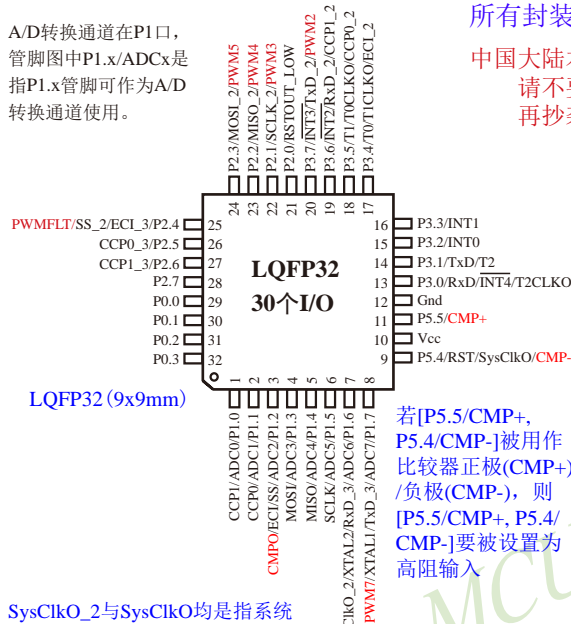 A/D转换通道在P1口，
管脚图中P1.x/ADCx是
指P1.x管脚可作为A/D
转换通道使用。
所有封装
中国大陆本
请不要
再抄袭
P2.3/MOSI_2/PWM5
P2.2/MISO_2/PWM4
P2.1/SCLK_2/PWM3
P2.0/RSTOUT_LOW
P3.7/INT3/TxD_2/PWM2
P3.6/INT2/RxD_2/CCP1_2
P3.5/T1/T0CLKO/CCP0_2
P3.4/T0/T1CLKO/ECI_2
24 23 22 21 20 19 18 17
PWMFLT/SS_2/ECI_3/P2.4 25
CCP0_3/P2.5 26
CCP1_3/P2.6 27
P2.7 28
P0.0 29
P0.1 30
P0.2 31
P0.3 32
LQFP32
30个I/O
16 P3.3/INT1
15 P3.2/INT0
14 P3.1/TxD/T2
13 P3.0/RxD/INT4/T2CLKO
12 Gnd
11 P5.5/CMP+
10 Vcc
9 P5.4/RST/SysClkO/CMP-
1 2 3 4 5 6 7 8
CCP1/ADC0/P1.0
CCP0/ADC1/P1.1
CMPO/ECI/SS/ADC2/P1.2
MOSI/ADC3/P1.3
MISO/ADC4/P1.4
SCLK/ADC5/P1.5
ClkO_2/XTAL2/RxD_3/ADC6/P1.6
PWM7/XTAL1/TxD_3/ADC7/P1.7
LQFP32（9x9mm）
若[P5.5/CMP+,
P5.4/CMP-]被用作
比较器正极(CMP+)
/负极(CMP-)，则
[P5.5/CMP+, P5.4/
CMP-]要被设置为
高阻输入
SysClkO_2与SysClkO均是指系统
MCU